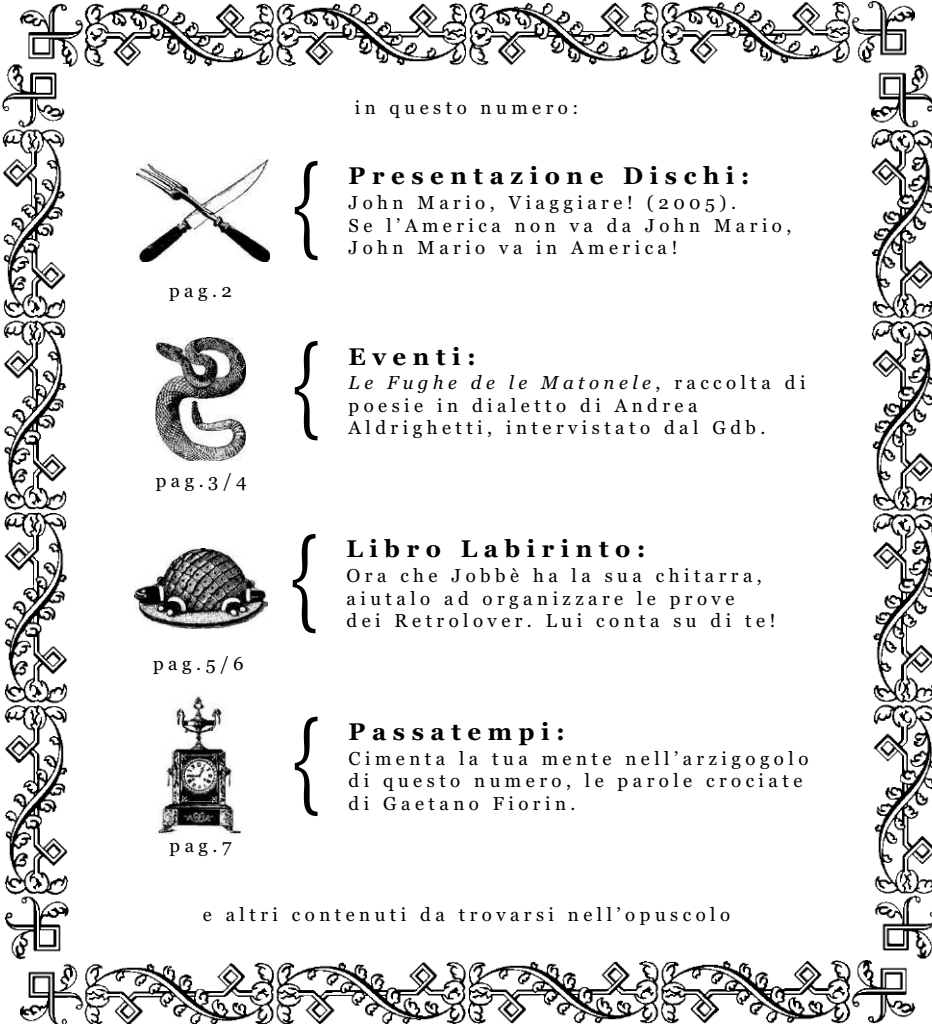 in questo numero:
Presentazione Dischi:
John Mario, Viaggiare! (2005).
Se l’America non va da John Mario,
John Mario va in America!
pag.2
Eventi:
Le Fughe de le Matonele, raccolta di
poesie in dialetto di Andrea
Aldrighetti, intervistato dal Gdb.
pag.3/4
Libro Labirinto:
Ora che Jobbè ha la sua chitarra,
aiutalo ad organizzare le prove
dei Retrolover. Lui conta su di te!
pag.5/6
Passatempi:
Cimenta la tua mente nell’arzigogolo
di questo numero, le parole crociate
di Gaetano Fiorin.
pag.7
e altri contenuti da trovarsi nell’opuscolo